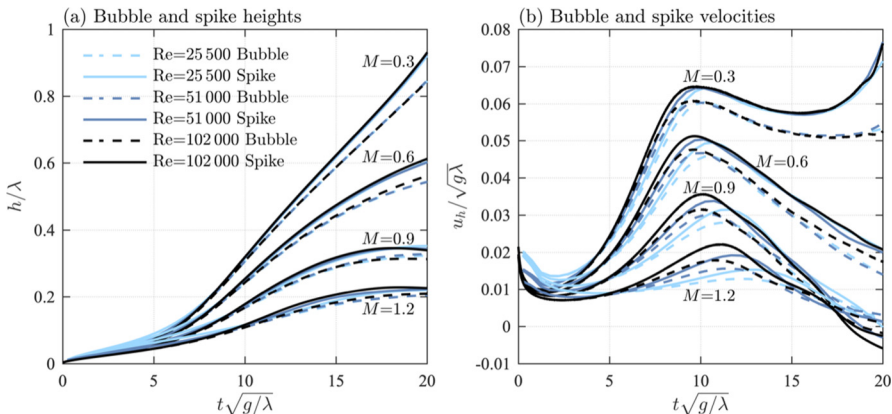 (a) Bubble and spike heights
h/λ
1
0.8
0.6
0.4
0.2
0
Re=25 500 Bubble
Re=25 500 Spike
Re=51 000 Bubble
Re=51 000 Spike
Re=102 000 Bubble
Re=102 000 Spike
M=0.3
M=0.6
M=0.9
M=1.2
0 5 10 15 20
t√g/λ
(b) Bubble and spike velocities
u_h/√gλ
0.08
0.07
0.06
0.05
0.04
0.03
0.02
0.01
0
-0.01
M=0.3
M=0.6
M=0.9
M=1.2
0 5 10 15 20
t√g/λ